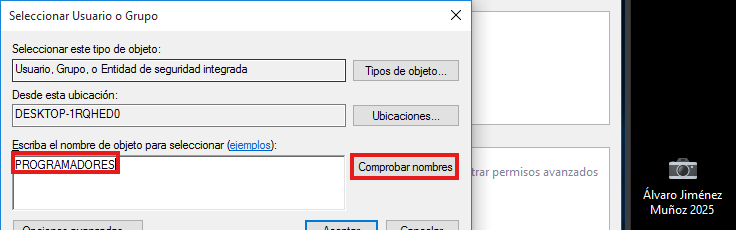 Seleccionar Usuario o Grupo
Seleccionar este tipo de objeto:
Usuario, Grupo, o Entidad de seguridad integrada
Tipos de objeto...
Desde esta ubicación:
DESKTOP-1RQHED0
Ubicaciones...
Escriba el nombre de objeto para seleccionar (ejemplos):
PROGRAMADORES
Comprobar nombres
Opciones avanzadas...
Aceptar
Cancelar
trar permisos avanzados
Álvaro Jiménez
Muñoz 2025